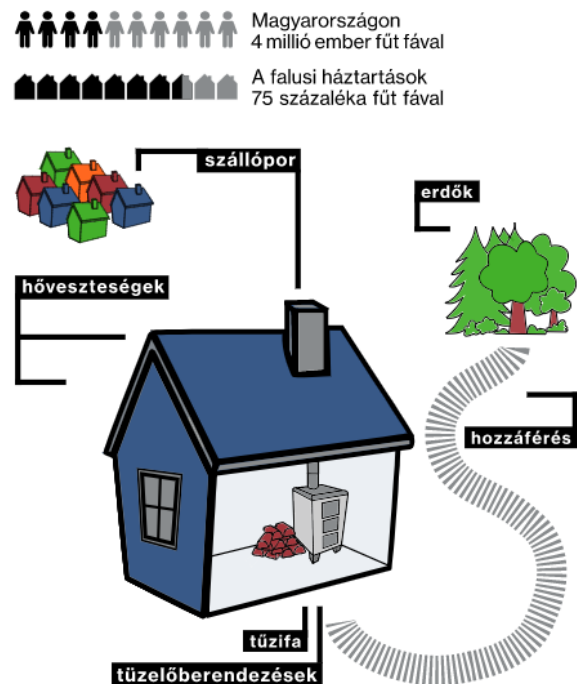 Magyarországon
4 millió ember fűt fával
A falusi háztartások
75 százaléka fűt fával
szállópor
erdők
hőveszteségek
hozzáférés
tűzifa
tüzelőberendezések